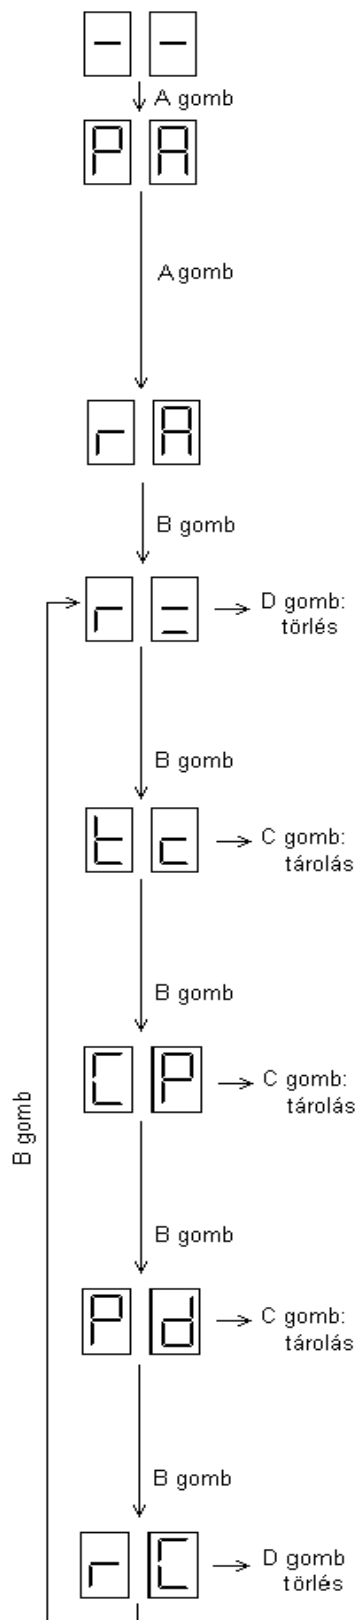 - -
A gomb
P A
A gomb
r A
B gomb
r =
D gomb:
törlés
B gomb
t c
C gomb:
tárolás
B gomb
C P
C gomb:
tárolás
B gomb
B gomb
P d
C gomb:
tárolás
B gomb
r C
D gomb
törlés